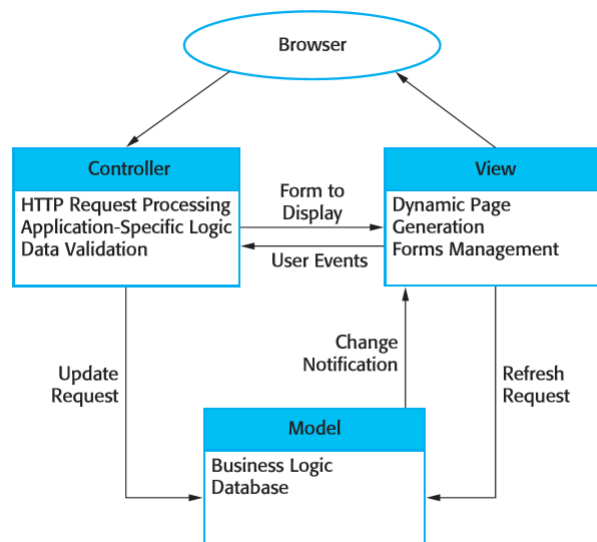 Browser
Controller
HTTP Request Processing
Application-Specific Logic
Data Validation
Form to
Display
User Events
View
Dynamic Page
Generation
Forms Management
Update
Request
Change
Notification
Refresh
Request
Model
Business Logic
Database